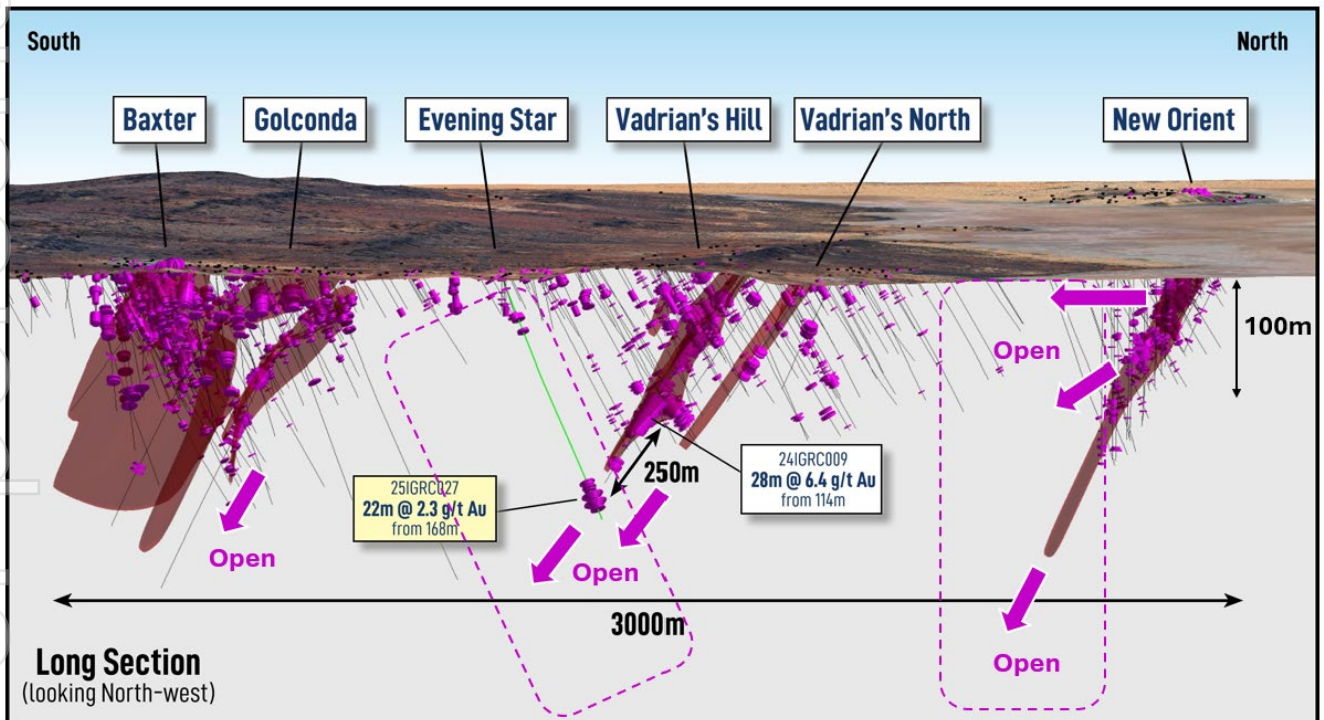 South
North
Baxter
Golconda
Evening Star
Vadrian's Hill
Vadrian's North
New Orient
100m
Open
250m
24IGRC009
28m @ 6.4 g/t Au
from 114m
25IGRC027
22m @ 2.3 g/t Au
from 168m
Open
Open
3000m
Open
Long Section
(looking North-west)